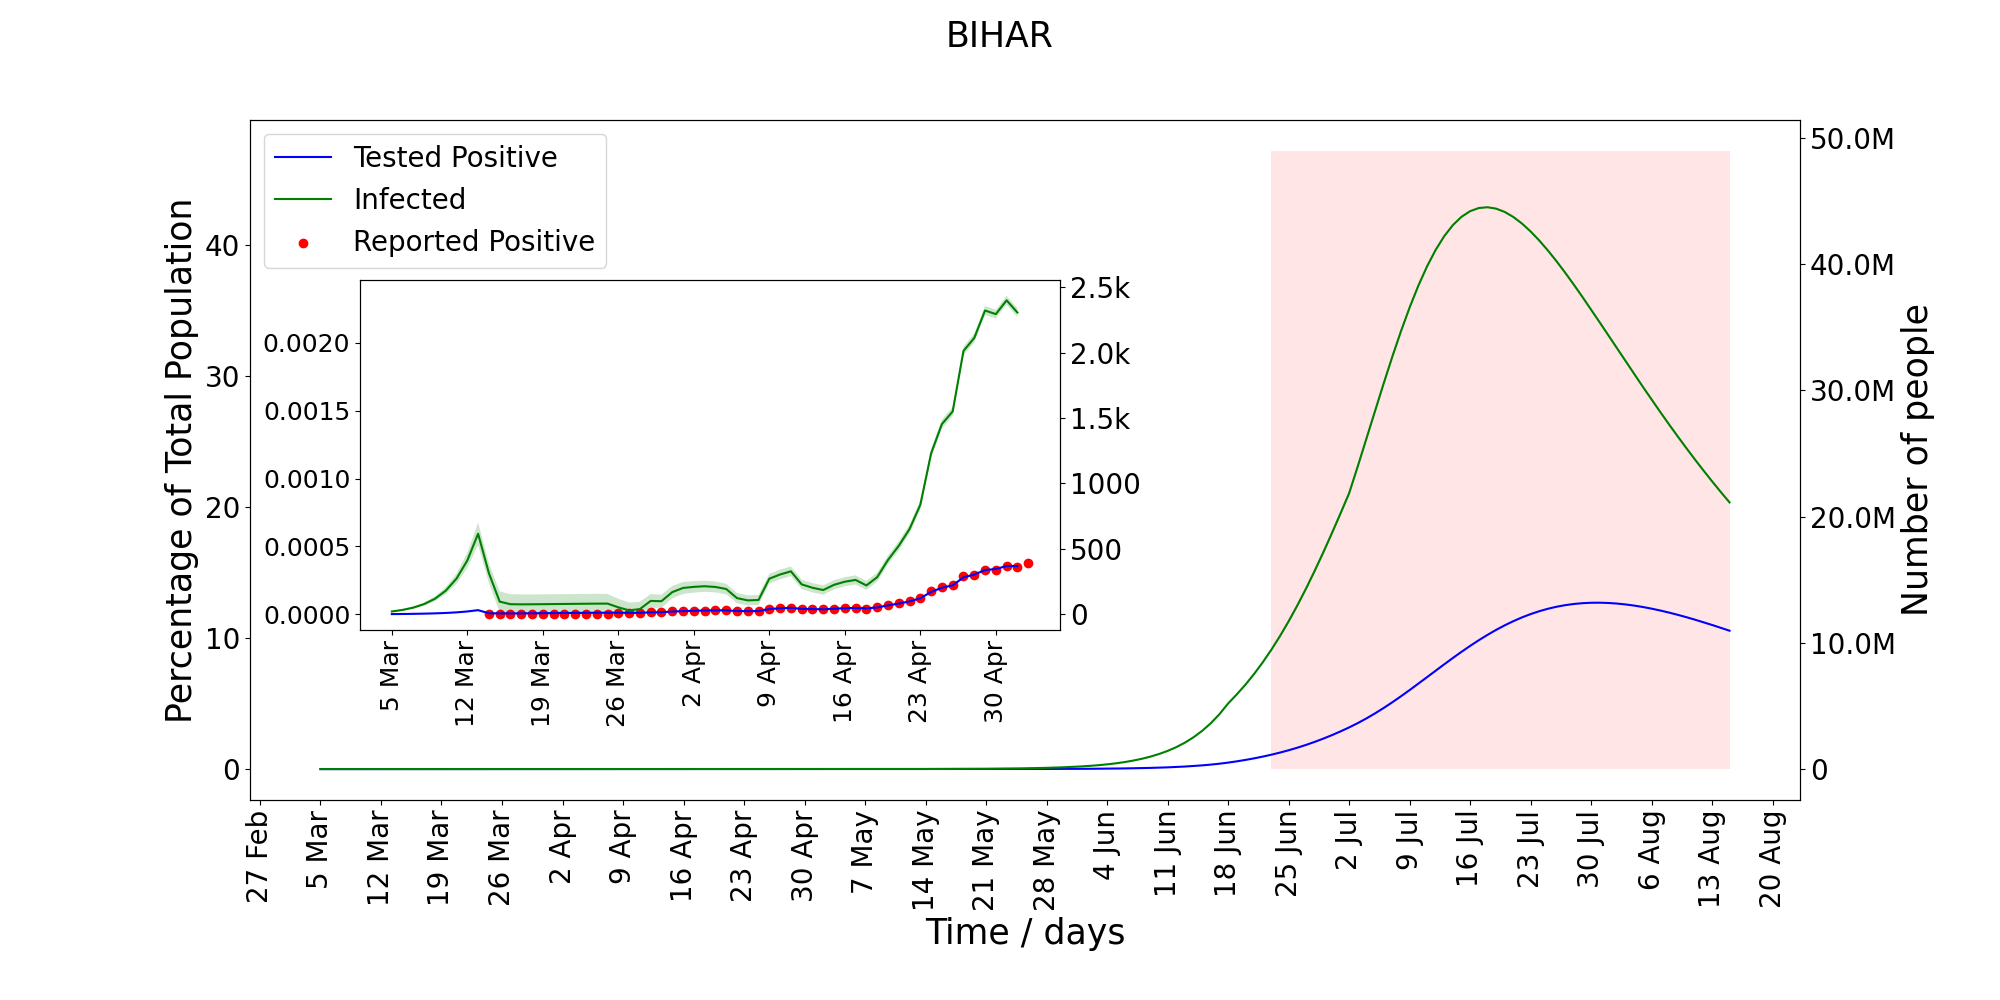 BIHAR
Tested Positive
Infected
Reported Positive
Percentage of Total Population
40
30
20
10
0
50.0M
40.0M
30.0M
20.0M
10.0M
0
Number of people
0.0020
0.0015
0.0010
0.0005
0.0000
2.5k
2.0k
1.5k
1000
500
0
5 Mar
12 Mar
19 Mar
26 Mar
2 Apr
9 Apr
16 Apr
23 Apr
30 Apr
27 Feb
5 Mar
12 Mar
19 Mar
26 Mar
2 Apr
9 Apr
16 Apr
23 Apr
30 Apr
7 May
14 May
21 May
28 May
4 Jun
11 Jun
18 Jun
25 Jun
2 Jul
9 Jul
16 Jul
23 Jul
30 Jul
6 Aug
13 Aug
20 Aug
Time / days